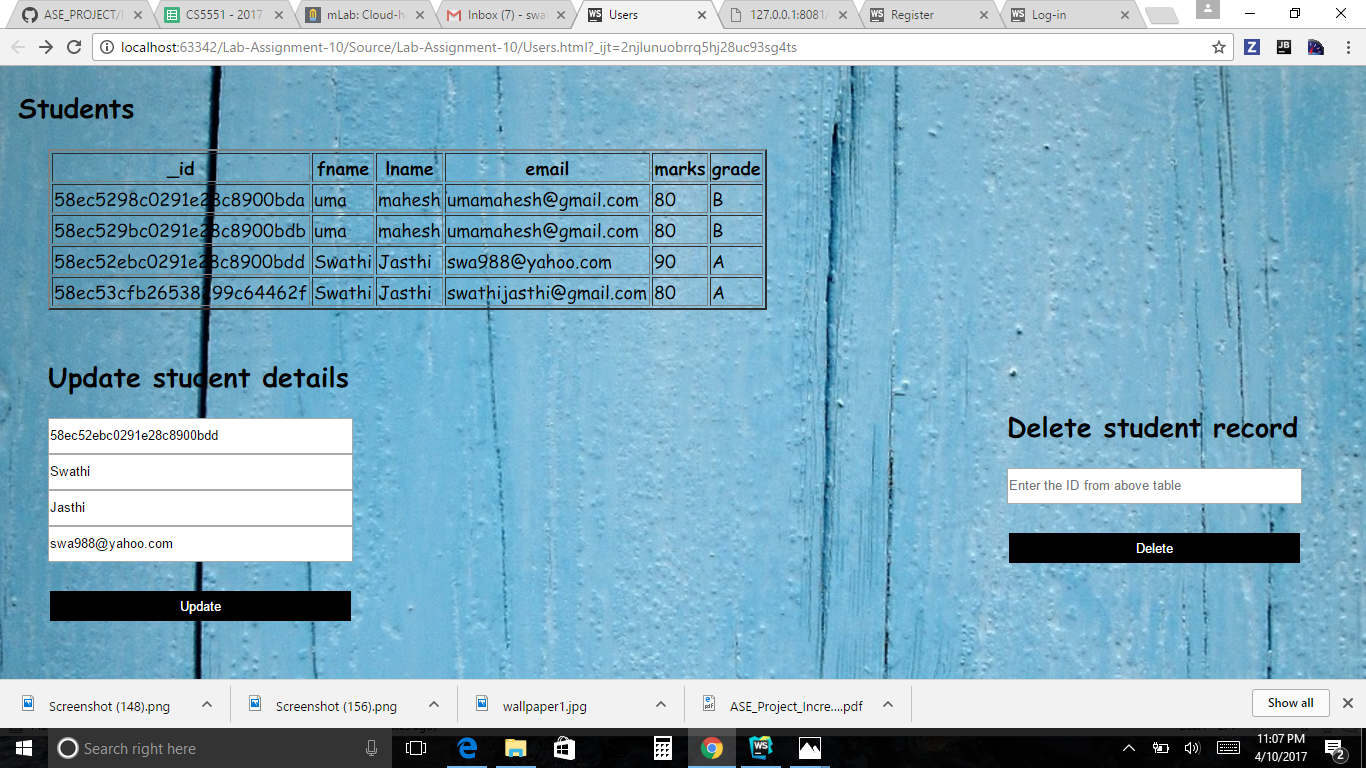 ASE_PROJECT/
CS5551 - 2017
mLab: Cloud-h
Inbox (7) - swa
Users
127.0.0.1:8081/
Register
Log-in
localhost:63342/Lab-Assignment-10/Source/Lab-Assignment-10/Users.html?_ijt=2njlunuobrrq5hj28uc93sg4ts
Students
_id fname lname email marks grade
58ec5298c0291e28c8900bda uma mahesh umamahesh@gmail.com 80 B
58ec529bc0291e28c8900bdb uma mahesh umamahesh@gmail.com 80 B
58ec52ebc0291e28c8900bdd Swathi Jasthi swa988@yahoo.com 90 A
58ec53cfb26538299c64462f Swathi Jasthi swathijasthi@gmail.com 80 A
Update student details
58ec52ebc0291e28c8900bdd
Swathi
Jasthi
swa988@yahoo.com
Update
Delete student record
Enter the ID from above table
Delete
Screenshot (148).png
Screenshot (156).png
wallpaper1.jpg
ASE_Project_Incre....pdf
Show all
Search right here
11:07 PM
4/10/2017
2